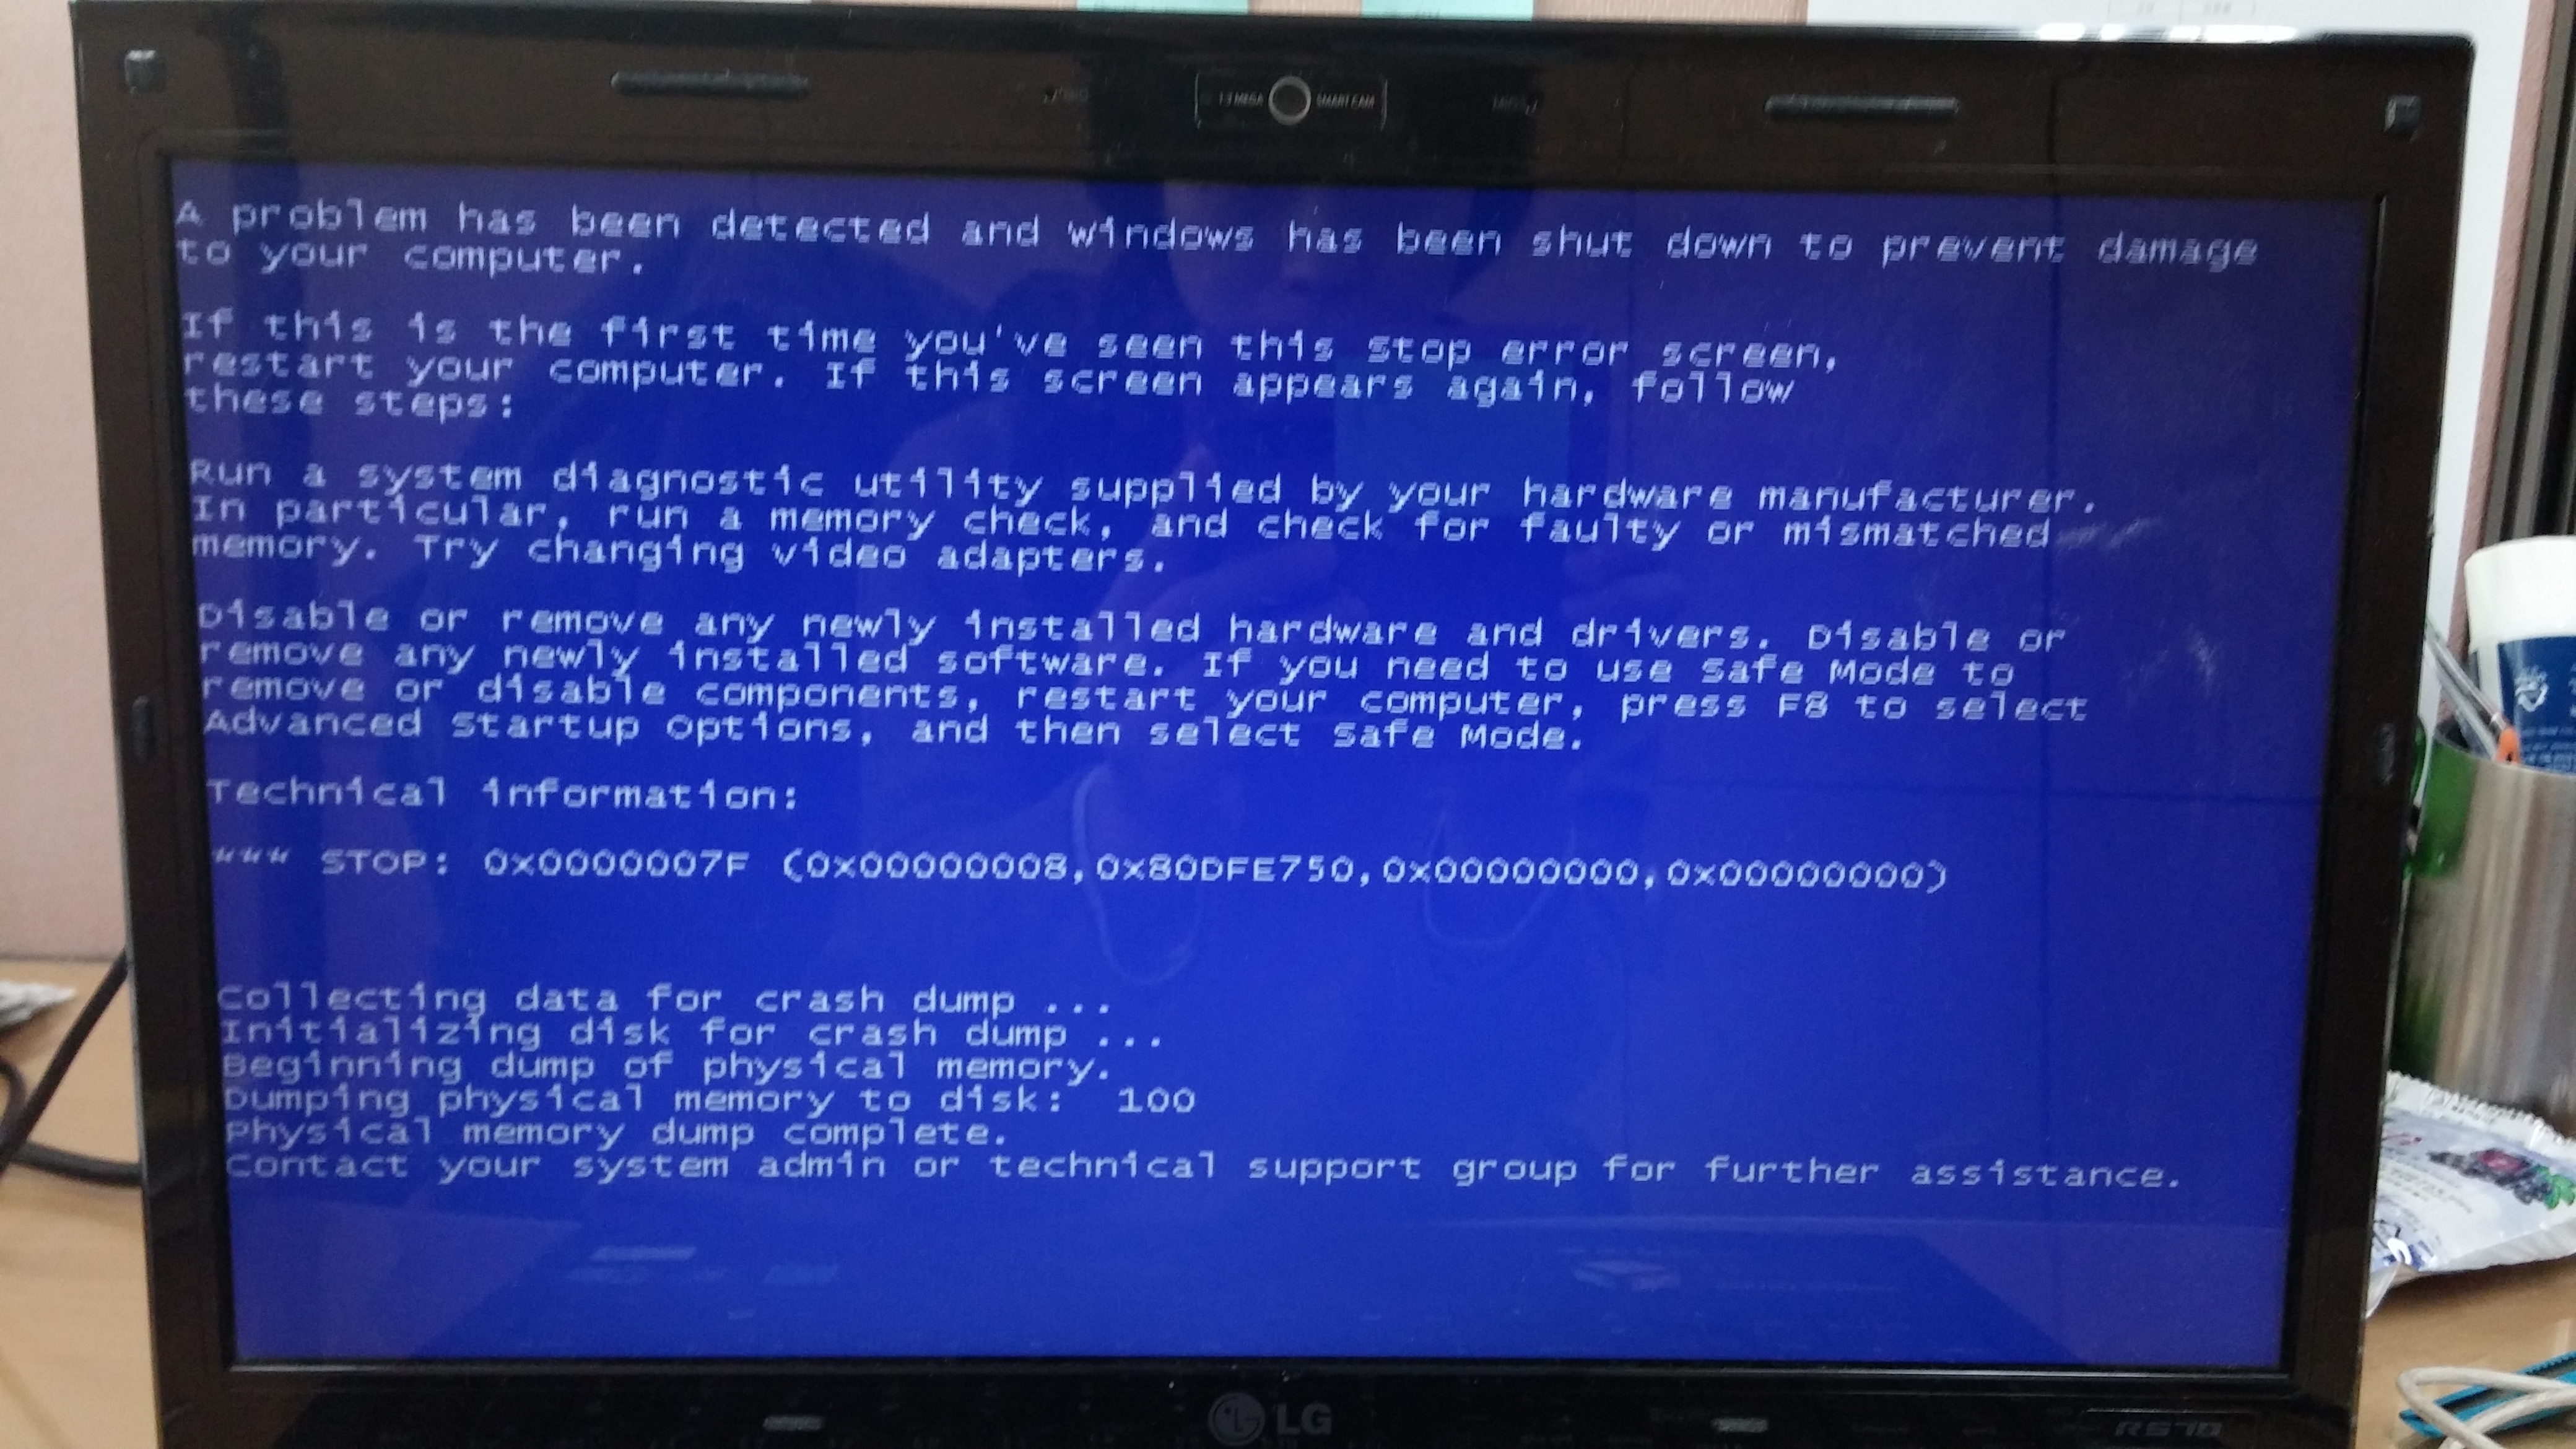 1.3 MEGA SMART CAM
A problem has been detected and windows has been shut down to prevent damage
to your computer.
If this is the first time you've seen this stop error screen,
restart your computer. If this screen appears again, follow
these steps:
Run a system diagnostic utility supplied by your hardware manufacturer.
In particular, run a memory check, and check for faulty or mismatched
memory. Try changing video adapters.
Disable or remove any newly installed hardware and drivers. Disable or
remove any newly installed software. If you need to use Safe Mode to
remove or disable components, restart your computer, press F8 to select
Advanced Startup Options, and then select Safe Mode.
Technical information:
*** STOP: 0x0000007F (0x00000008,0x80DFE750,0x00000000,0x00000000)
Collecting data for crash dump ...
Initializing disk for crash dump ...
Beginning dump of physical memory.
Dumping physical memory to disk: 100
Physical memory dump complete.
Contact your system admin or technical support group for further assistance.
LG
R570